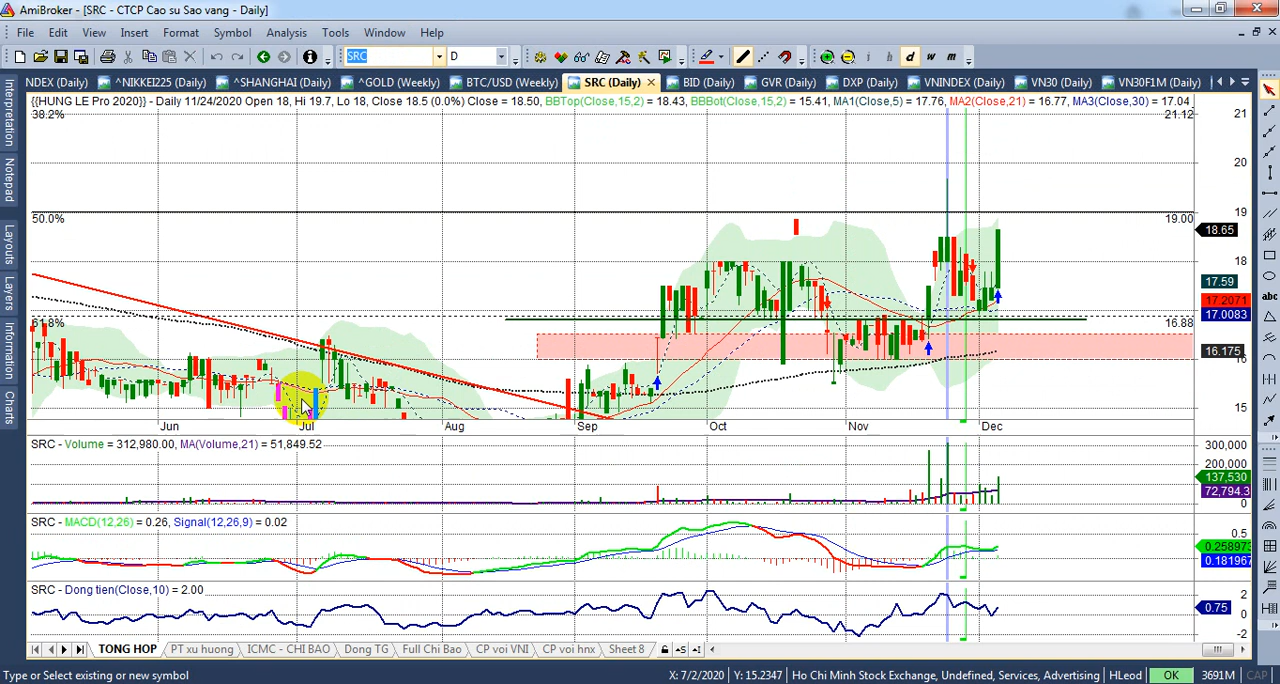 AmiBroker - [SRC - CTCP Cao su Sao vang - Daily]
File Edit View Insert Format Symbol Analysis Tools Window Help
SRC D i h d w m
NDEX (Daily) ^NIKKEI225 (Daily) ^SHANGHAI (Daily) ^GOLD (Weekly) BTC/USD (Weekly) SRC (Daily) BID (Daily) GVR (Daily) DXP (Daily) VNINDEX (Daily) VN30 (Daily) VN30F1M (Daily)
{{HUNG LE Pro 2020}} - Daily 11/24/2020 Open 18, Hi 19.7, Lo 18, Close 18.5 (0.0%) Close = 18.50, BBTop(Close,15,2) = 18.43, BBBot(Close,15,2) = 15.41, MA1(Close,5) = 17.76, MA2(Close,21) = 16.77, MA3(Close,30) = 17.04
38.2% 21.12 21
20
50.0% 19.00 19
18.65
18
17.59
17.2071
17.0083
61.8% 16.88
16.175
16
15
Jun Jul Aug Sep Oct Nov Dec
SRC - Volume = 312,980.00, MA(Volume,21) = 51,849.52
300,000
200,000
137,530
72,794.3
0
SRC - MACD(12,26) = 0.26, Signal(12,26,9) = 0.02
0.5
0.258973
0.181967
SRC - Dong tien(Close,10) = 2.00
2
0.75
0
-2
TONG HOP PT xu huong ICMC - CHI BAO Dong TG Full Chi Bao CP voi VNI CP voi hnx Sheet 8
Type or Select existing or new symbol X: 7/2/2020 Y: 15.2347 Ho Chi Minh Stock Exchange, Undefined, Services, Advertising HLeod OK 3691M CAP
Interpretation
Notepad
Layouts
Layers
Information
Charts
abc